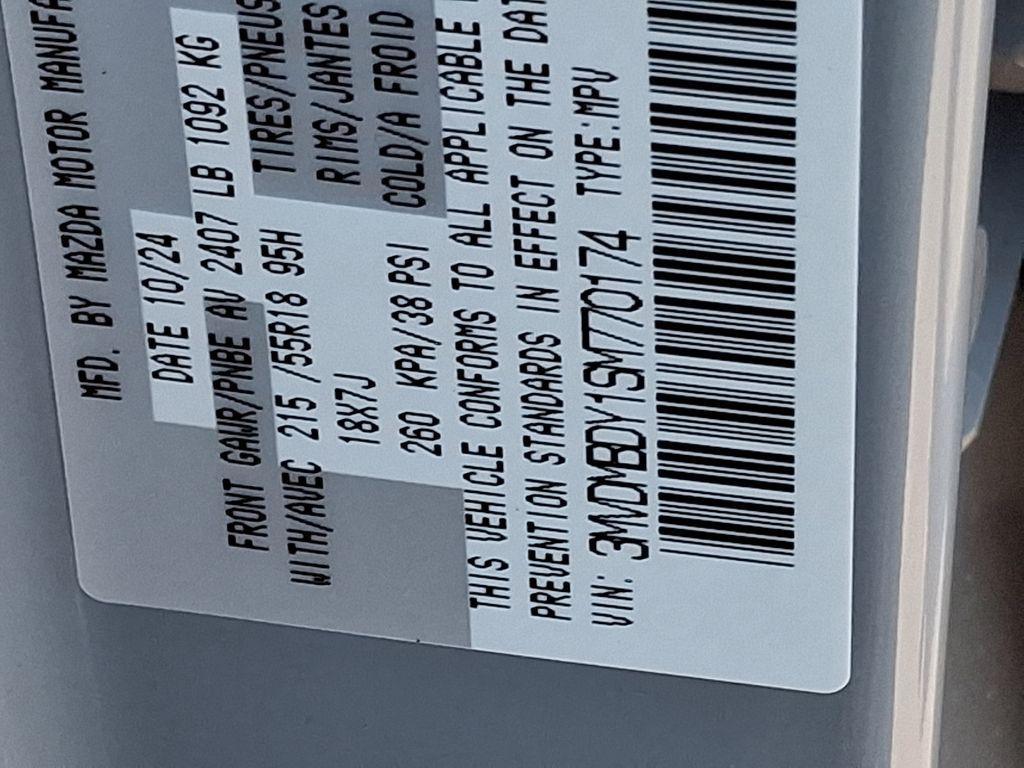 MFD. BY MAZDA MOTOR MANUFA
DATE 10/24
FRONT GAWR/PNBE AV 2407 LB 1092 KG
WITH/AVEC 215 /55R18 95H TIRES/PNEUS
18X7J RIMS/JANTES
260 KPA/38 PSI COLD/A FROID
THIS VEHICLE CONFORMS TO ALL APPLICABLE
PREVENTION STANDARDS IN EFFECT ON THE DAT
VIN: 3MVDMBDY1SM770174 TYPE:MPV